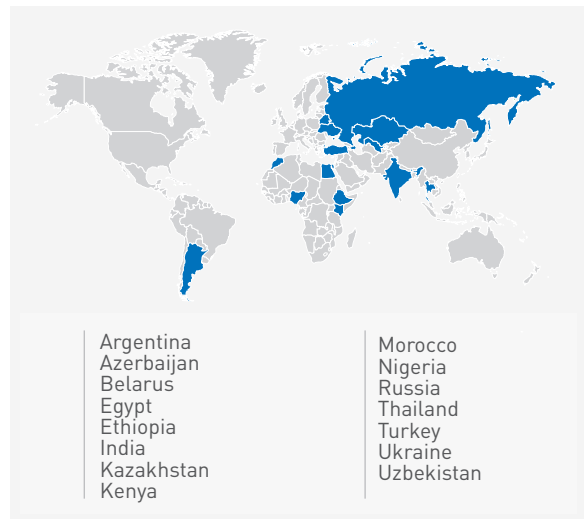 Argentina
Azerbaijan
Belarus
Egypt
Ethiopia
India
Kazakhstan
Kenya
Morocco
Nigeria
Russia
Thailand
Turkey
Ukraine
Uzbekistan